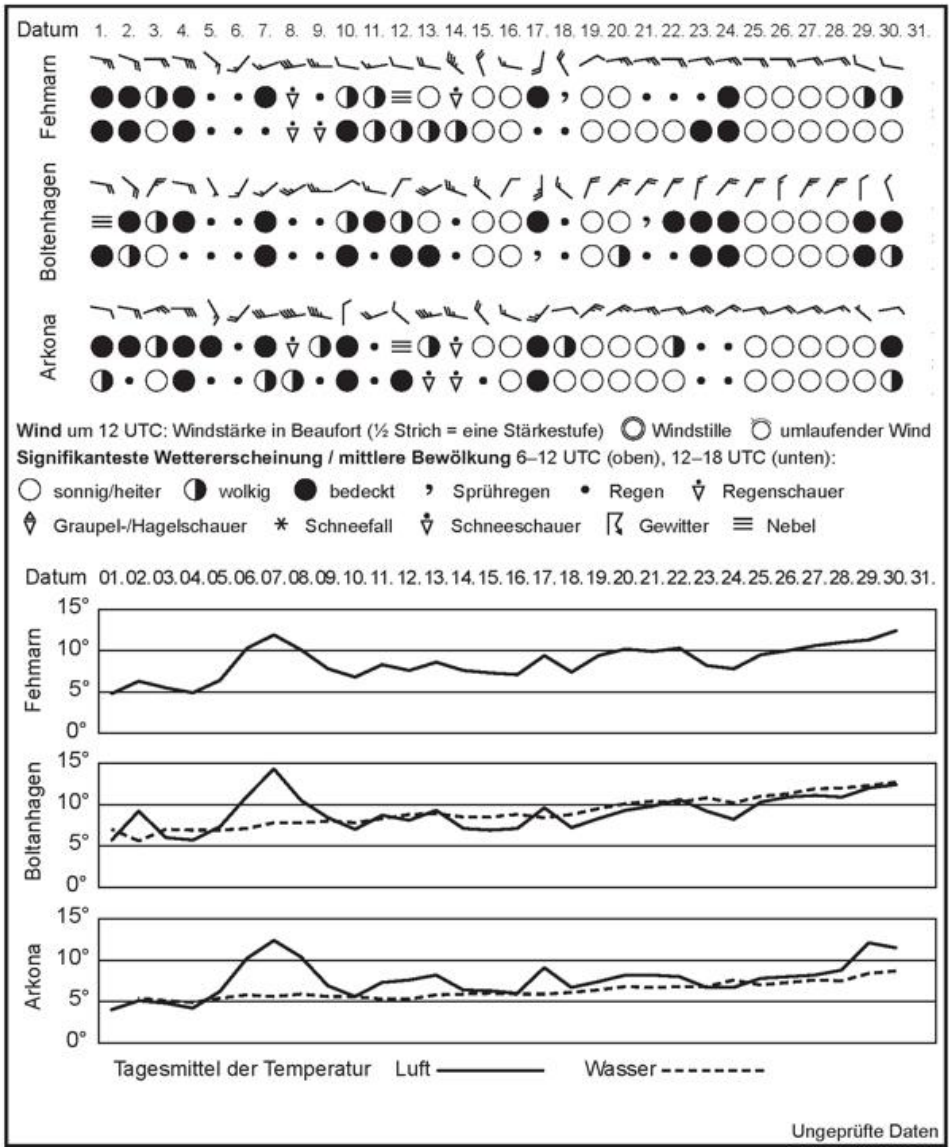 Datum 1. 2. 3. 4. 5. 6. 7. 8. 9. 10. 11. 12. 13. 14. 15. 16. 17. 18. 19. 20. 21. 22. 23. 24. 25. 26. 27. 28. 29. 30. 31.
Fehmarn
Boltenhagen
Arkona
Wind um 12 UTC: Windstärke in Beaufort (½ Strich = eine Stärkestufe) Windstille umlaufender Wind
Signifikanteste Wettererscheinung / mittlere Bewölkung 6–12 UTC (oben), 12–18 UTC (unten):
sonnig/heiter wolkig bedeckt Sprühregen Regen Regenschauer
Graupel-/Hagelschauer Schneefall Schneeschauer Gewitter Nebel
Datum 01. 02. 03. 04. 05. 06. 07. 08. 09. 10. 11. 12. 13. 14. 15. 16. 17. 18. 19. 20. 21. 22. 23. 24. 25. 26. 27. 28. 29. 30. 31.
Fehmarn
15°
10°
5°
0°
Boltanhagen
15°
10°
5°
0°
Arkona
15°
10°
5°
0°
Tagesmittel der Temperatur Luft Wasser
Ungeprüfte Daten